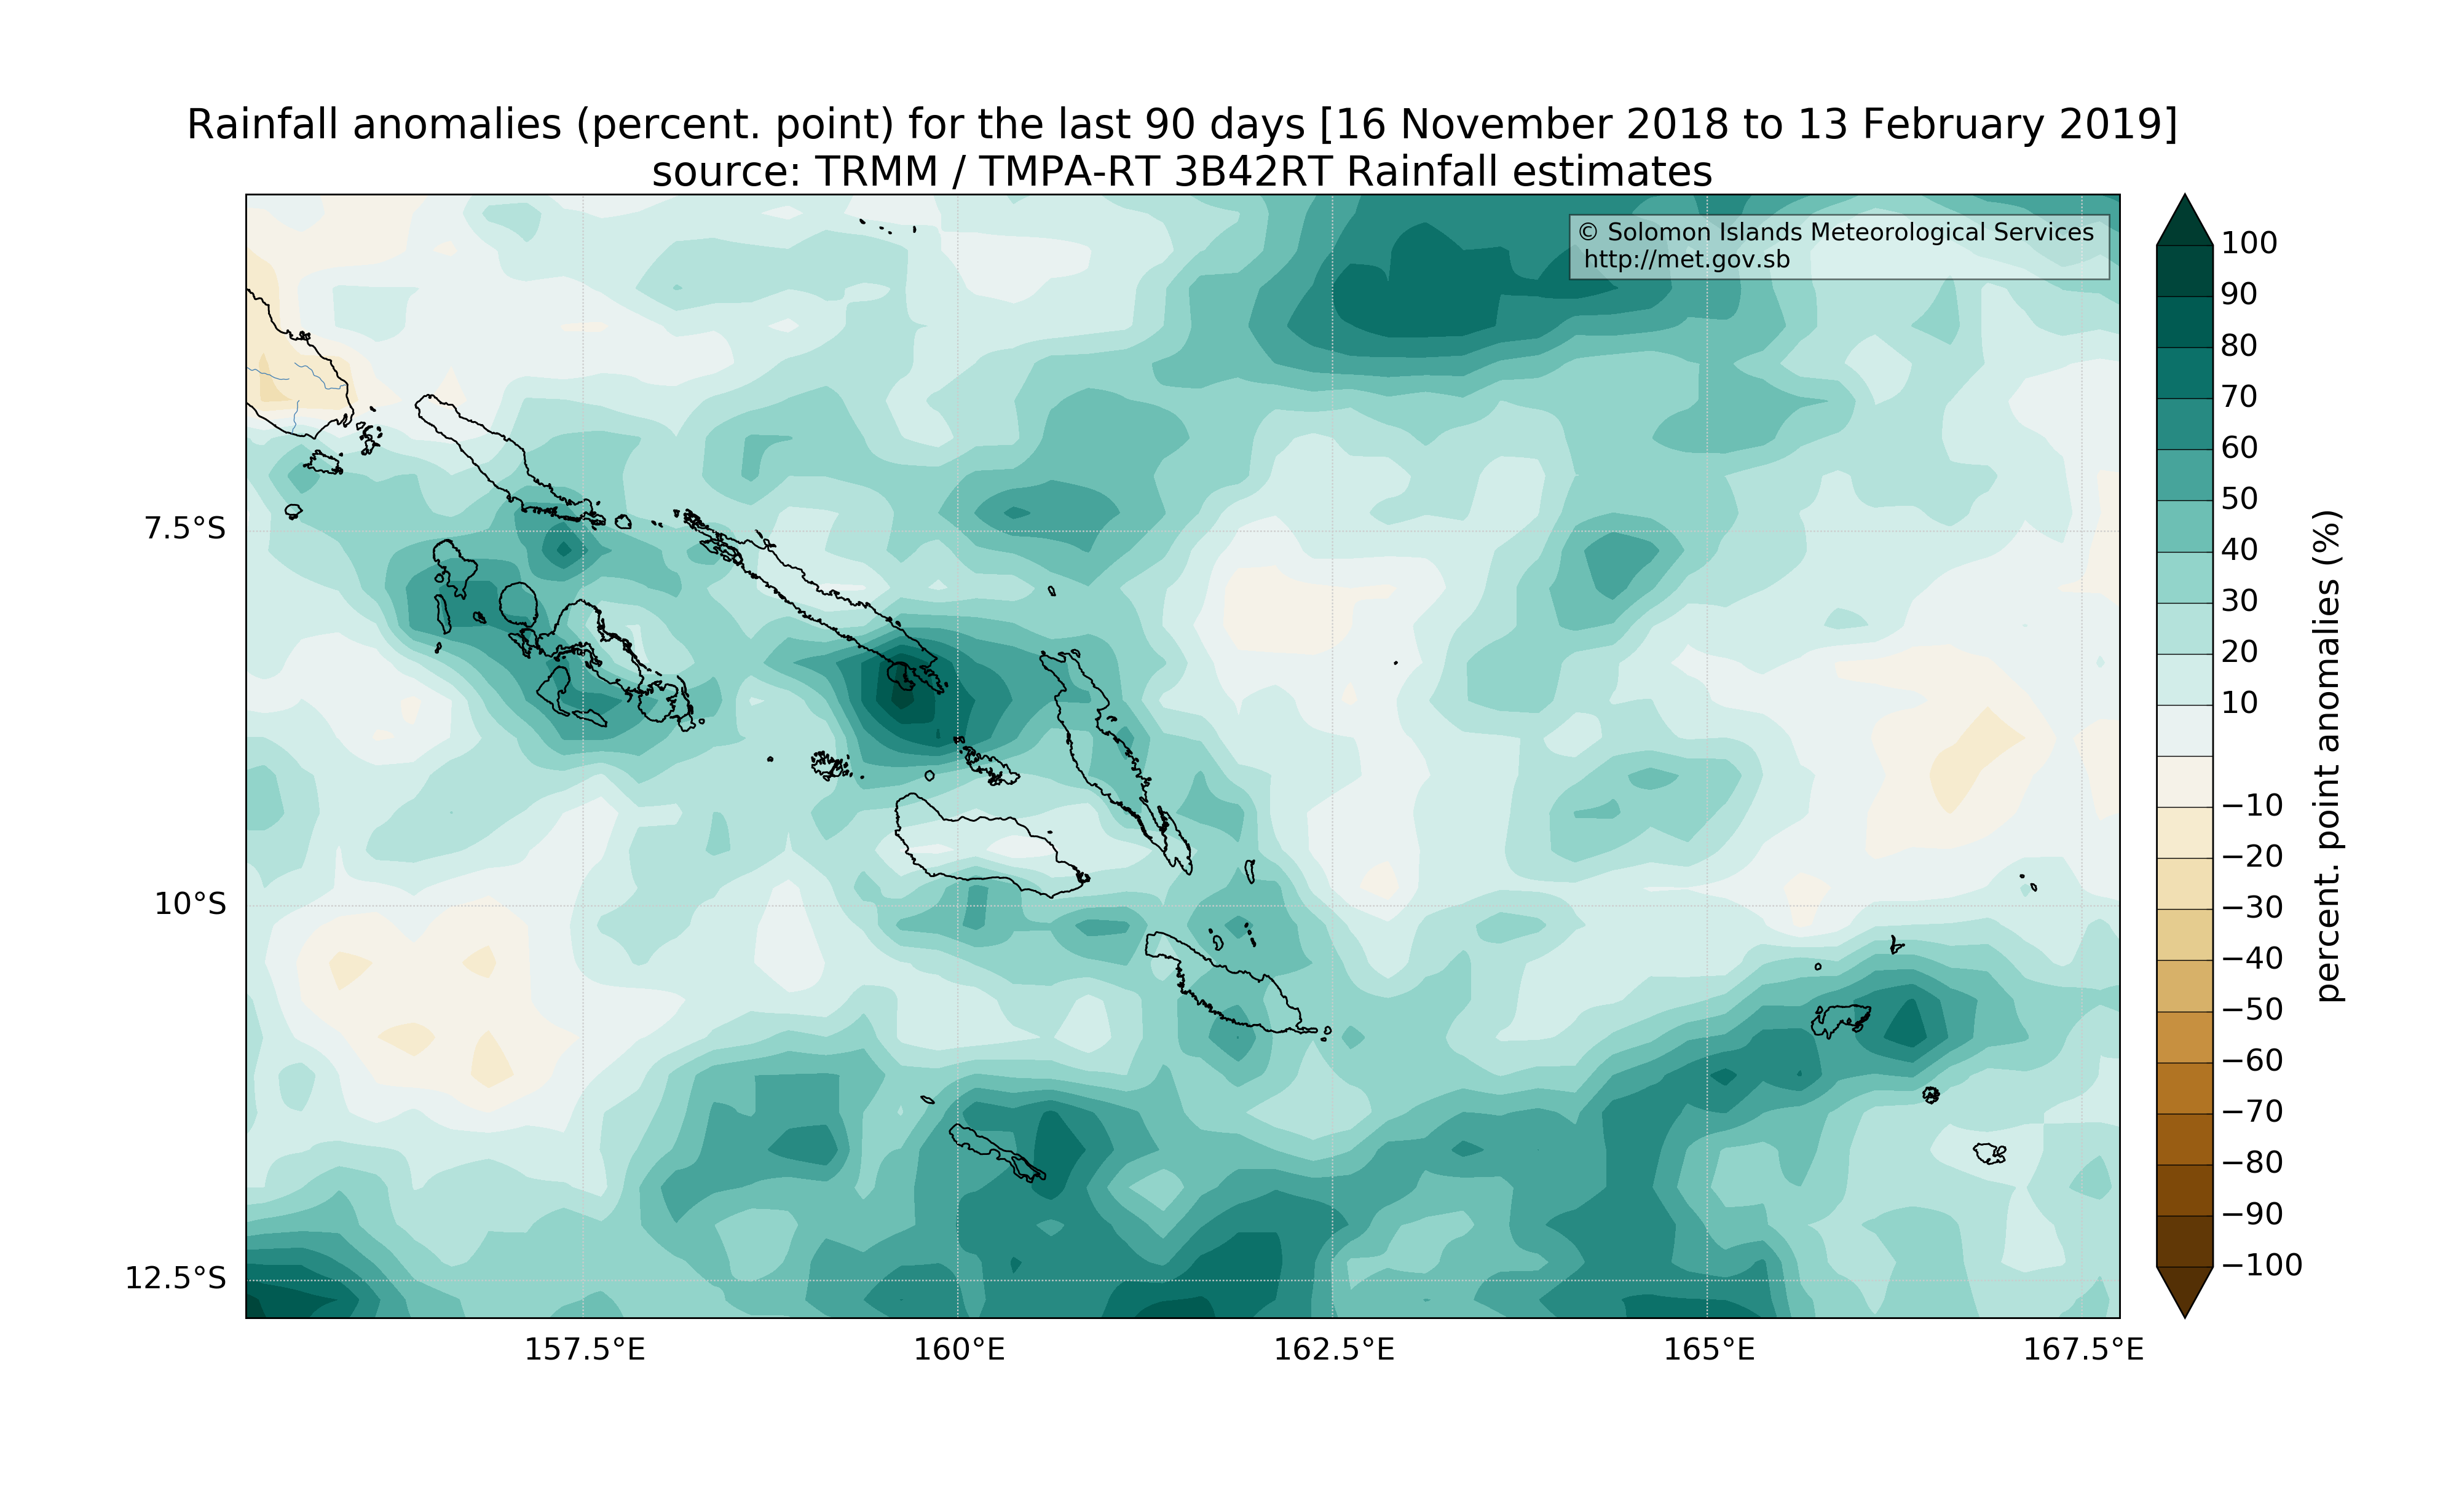 Rainfall anomalies (percent. point) for the last 90 days [16 November 2018 to 13 February 2019]
source: TRMM / TMPA-RT 3B42RT Rainfall estimates
© Solomon Islands Meteorological Services
http://met.gov.sb
7.5°S
10°S
12.5°S
157.5°E
160°E
162.5°E
165°E
167.5°E
100
90
80
70
60
50
40
30
20
10
−10
−20
−30
−40
−50
−60
−70
−80
−90
−100
percent. point anomalies (%)